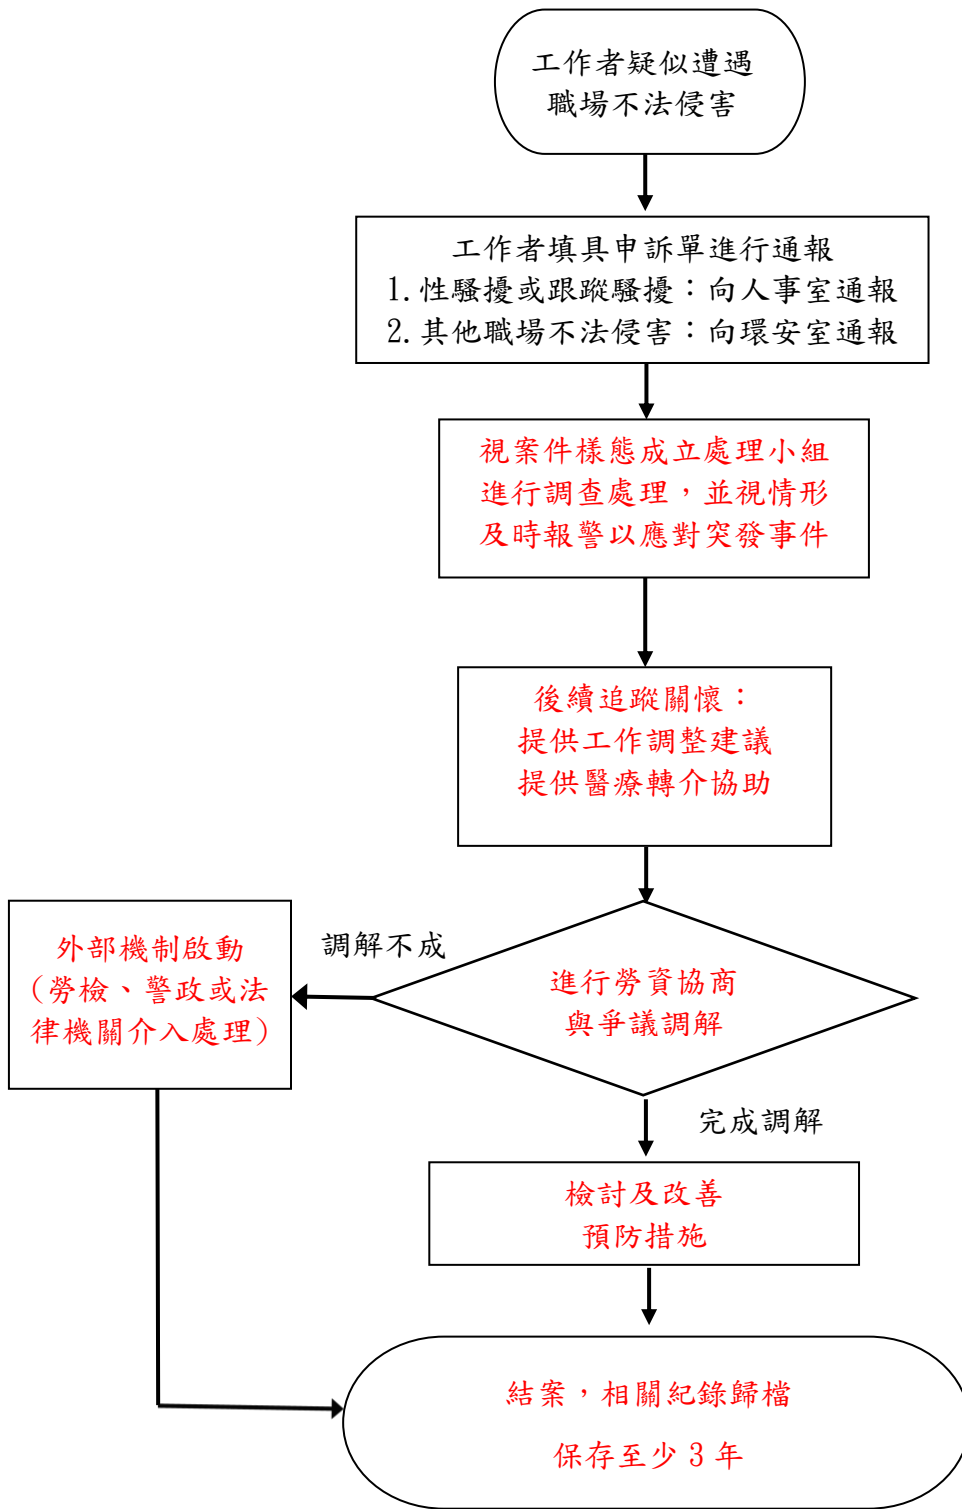 工作者疑似遭遇
職場不法侵害
工作者填具申訴單進行通報
1.性騷擾或跟蹤騷擾：向人事室通報
2.其他職場不法侵害：向環安室通報
視案件樣態成立處理小組
進行調查處理，並視情形
及時報警以應對突發事件
後續追蹤關懷：
提供工作調整建議
提供醫療轉介協助
進行勞資協商
與爭議調解
調解不成
外部機制啟動
(勞檢、警政或法
律機關介入處理)
完成調解
檢討及改善
預防措施
結案，相關紀錄歸檔
保存至少 3 年